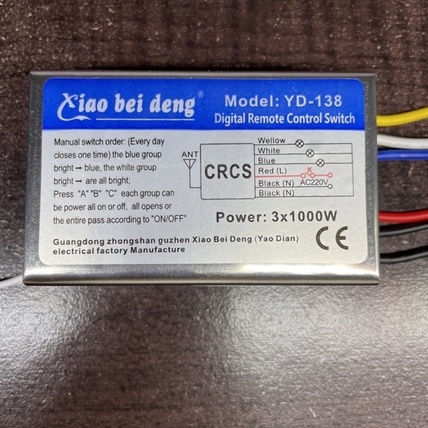 Xiao bei deng®
Model: YD-138
Digital Remote Control Switch
Manual switch order: (Every day
closes one time) the blue group
bright→blue, the white group
bright→are all bright;
Press "A" "B" "C" each group can
be power all on or off, all opens or
the entire pass according to "ON/OFF"
ANT
CRCS
Wellow
White
Blue
Red (L)
K
Black (N)
AC220V
Black (N)
Power: 3x1000W
Guangdong zhongshan guzhen Xiao Bei Deng (Yao Dian)
electrical factory Manufacture
CE